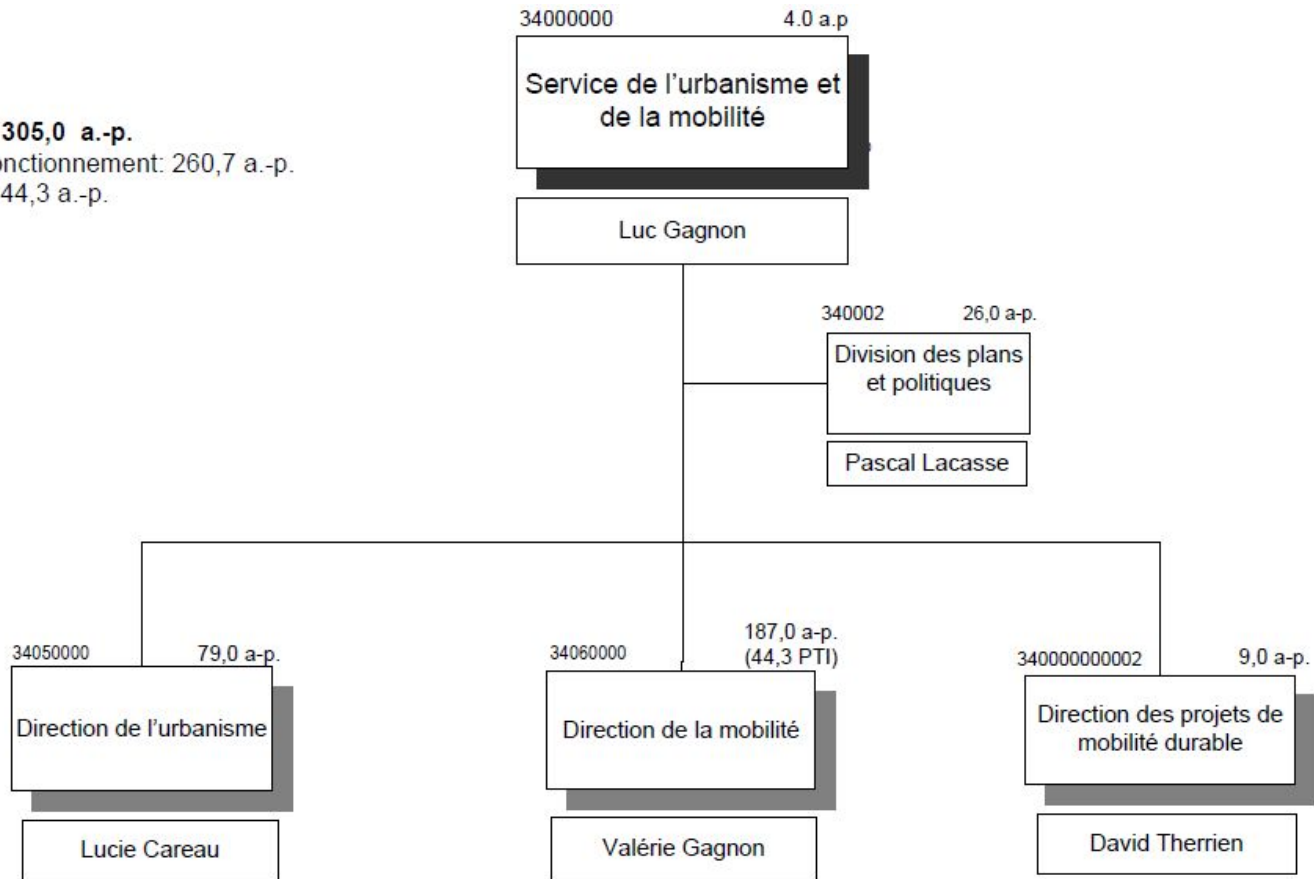 34000000 4.0 a.p
Service de l'urbanisme et
de la mobilité
305,0 a.-p.
onctionnement: 260,7 a.-p.
44,3 a.-p.
Luc Gagnon
340002 26,0 a-p.
Division des plans
et politiques
Pascal Lacasse
34050000 79,0 a-p.
Direction de l'urbanisme
Lucie Careau
187,0 a-p.
34060000 (44,3 PTI)
Direction de la mobilité
Valérie Gagnon
340000000002 9,0 a-p.
Direction des projets de
mobilité durable
David Therrien